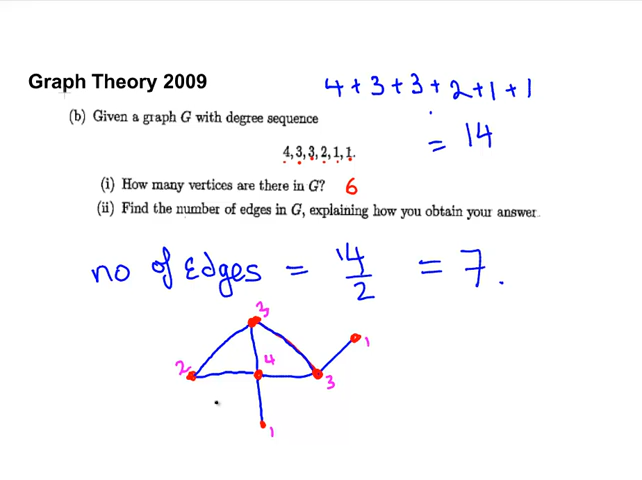 Graph Theory 2009
4+3+3+2+1+1
= 14
(b) Given a graph G with degree sequence
4, 3, 3, 2, 1, 1.
(i) How many vertices are there in G? 6
(ii) Find the number of edges in G, explaining how you obtain your answer.
no of Edges = 14/2 = 7.
3
1
4
2
3
1